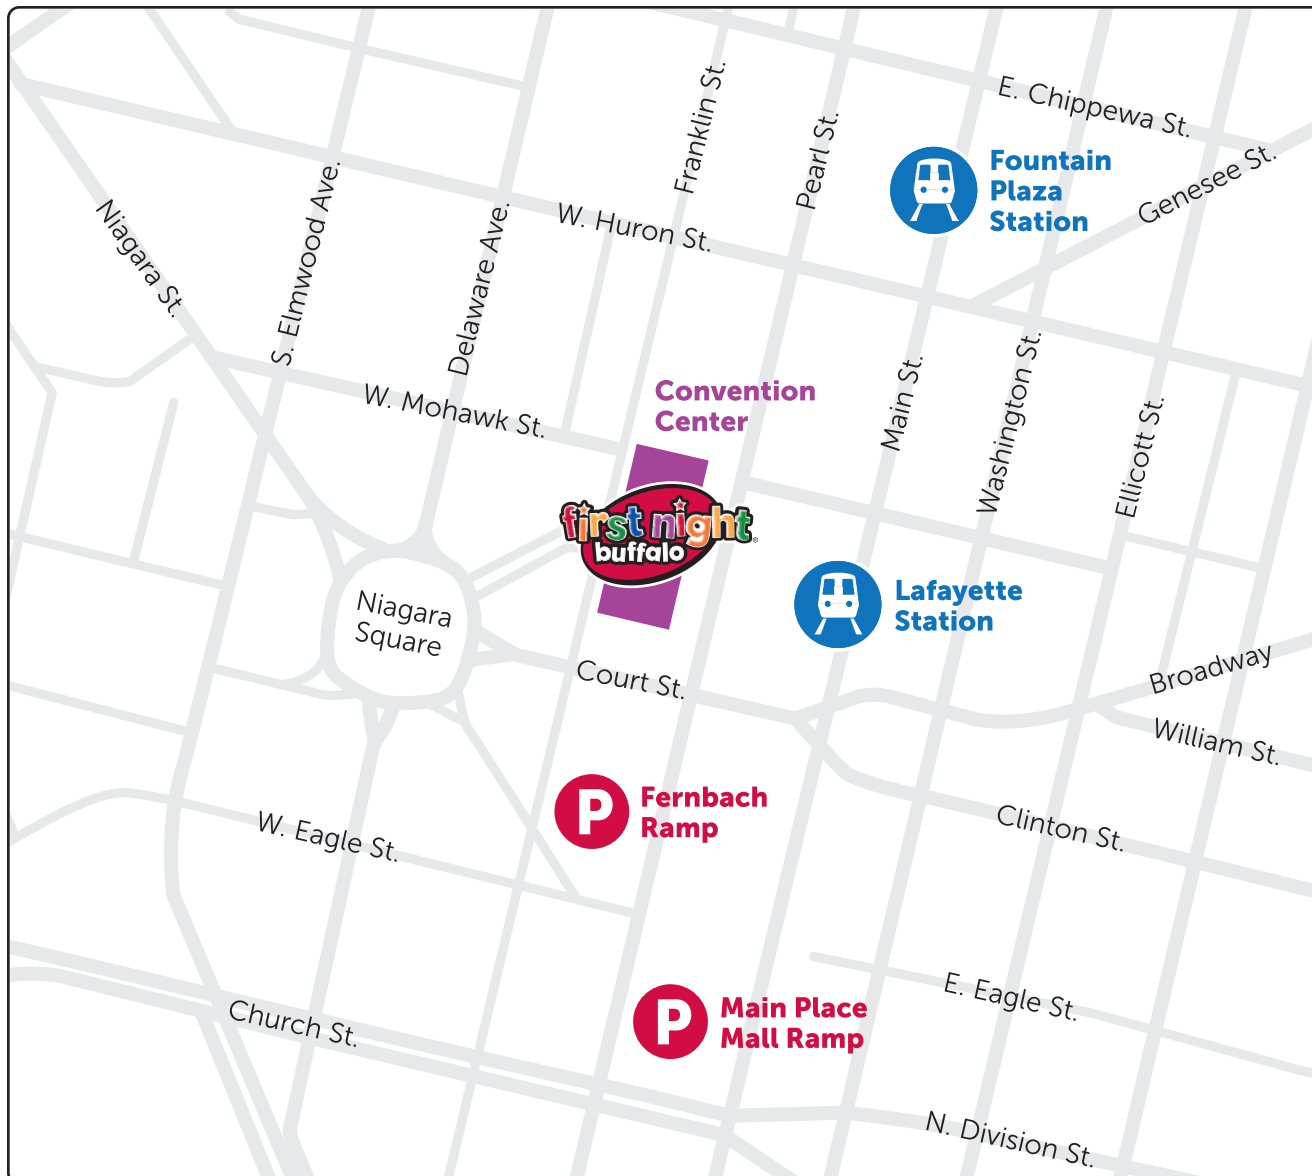 E. Chippewa St.
Franklin St.
Pearl St.
Fountain
Plaza
Station
Genesee St.
S. Elmwood Ave.
Niagara St.
Delaware Ave.
W. Huron St.
Main St.
Washington St.
Ellicott St.
W. Mohawk St.
Convention
Center
first night®
buffalo
Lafayette
Station
Niagara
Square
Court St.
Broadway
William St.
Fernbach
Ramp
P
W. Eagle St.
Clinton St.
E. Eagle St.
Main Place
Mall Ramp
P
Church St.
N. Division St.